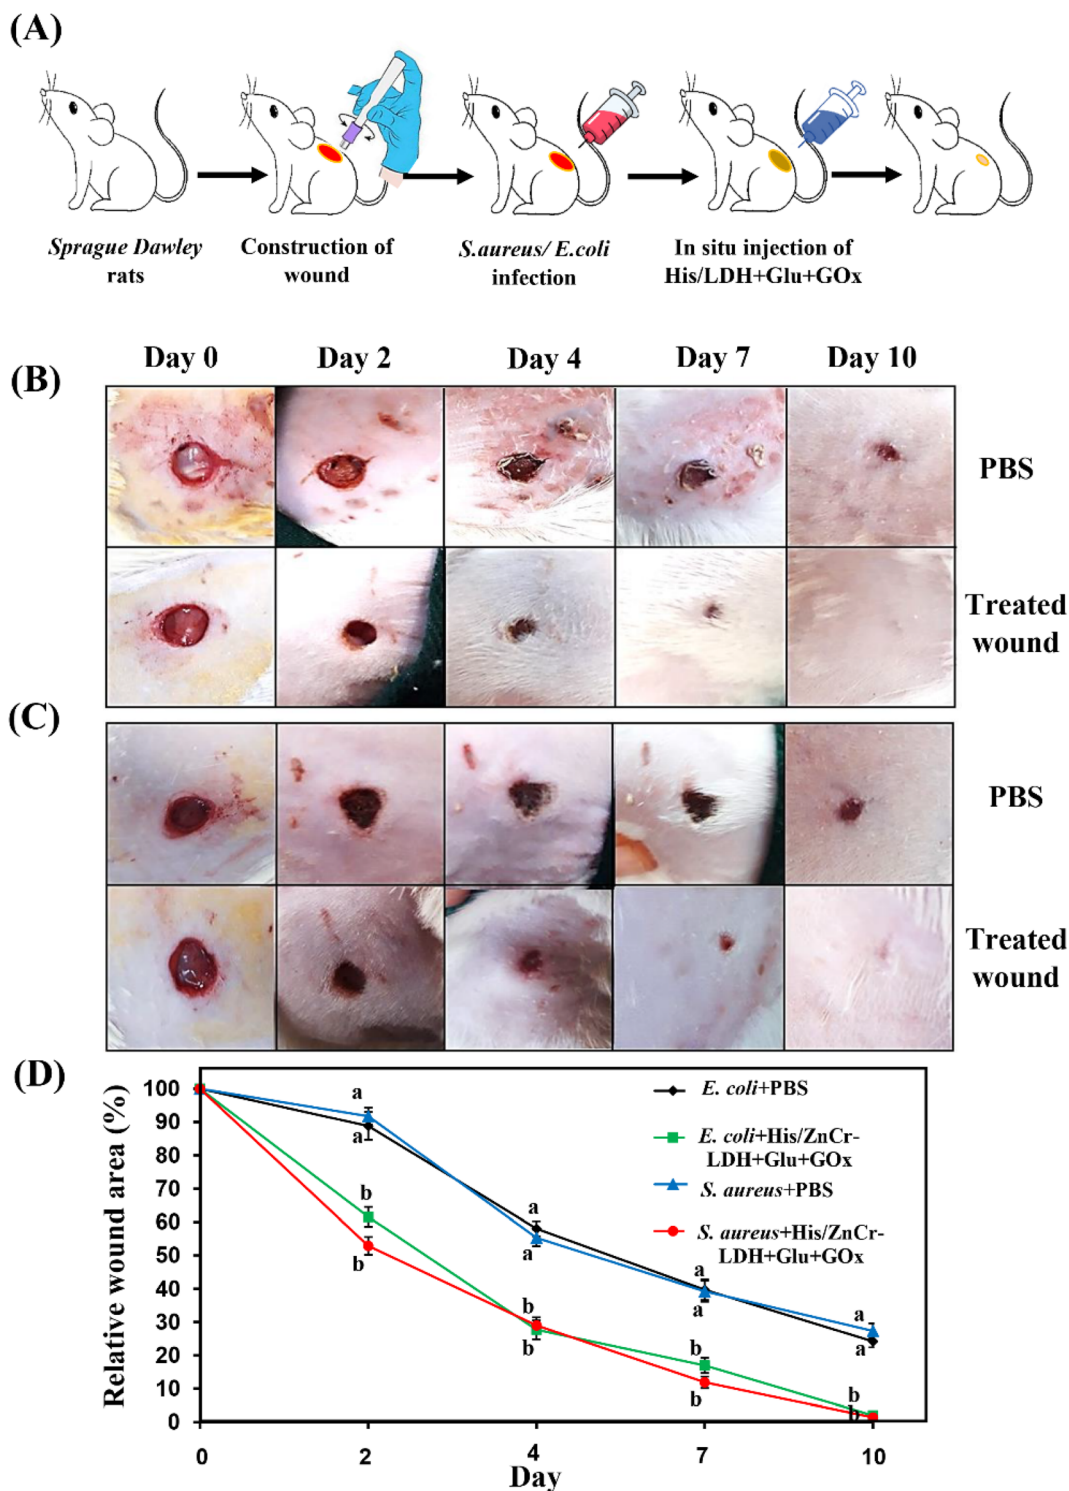 (A)
Sprague Dawley
rats
Construction of
wound
S.aureus/ E.coli
infection
In situ injection of
His/LDH+Glu+GOx
(B)
Day 0
Day 2
Day 4
Day 7
Day 10
PBS
Treated
wound
(C)
PBS
Treated
wound
(D)
Relative wound area (%)
100
90
80
70
60
50
40
30
20
10
0
a
a
b
b
a
a
b
b
a
a
b
b
a
a
b
b
E. coli+PBS
E. coli+His/ZnCr-
LDH+Glu+GOx
S. aureus+PBS
S. aureus+His/ZnCr-
LDH+Glu+GOx
0
2
4
7
10
Day